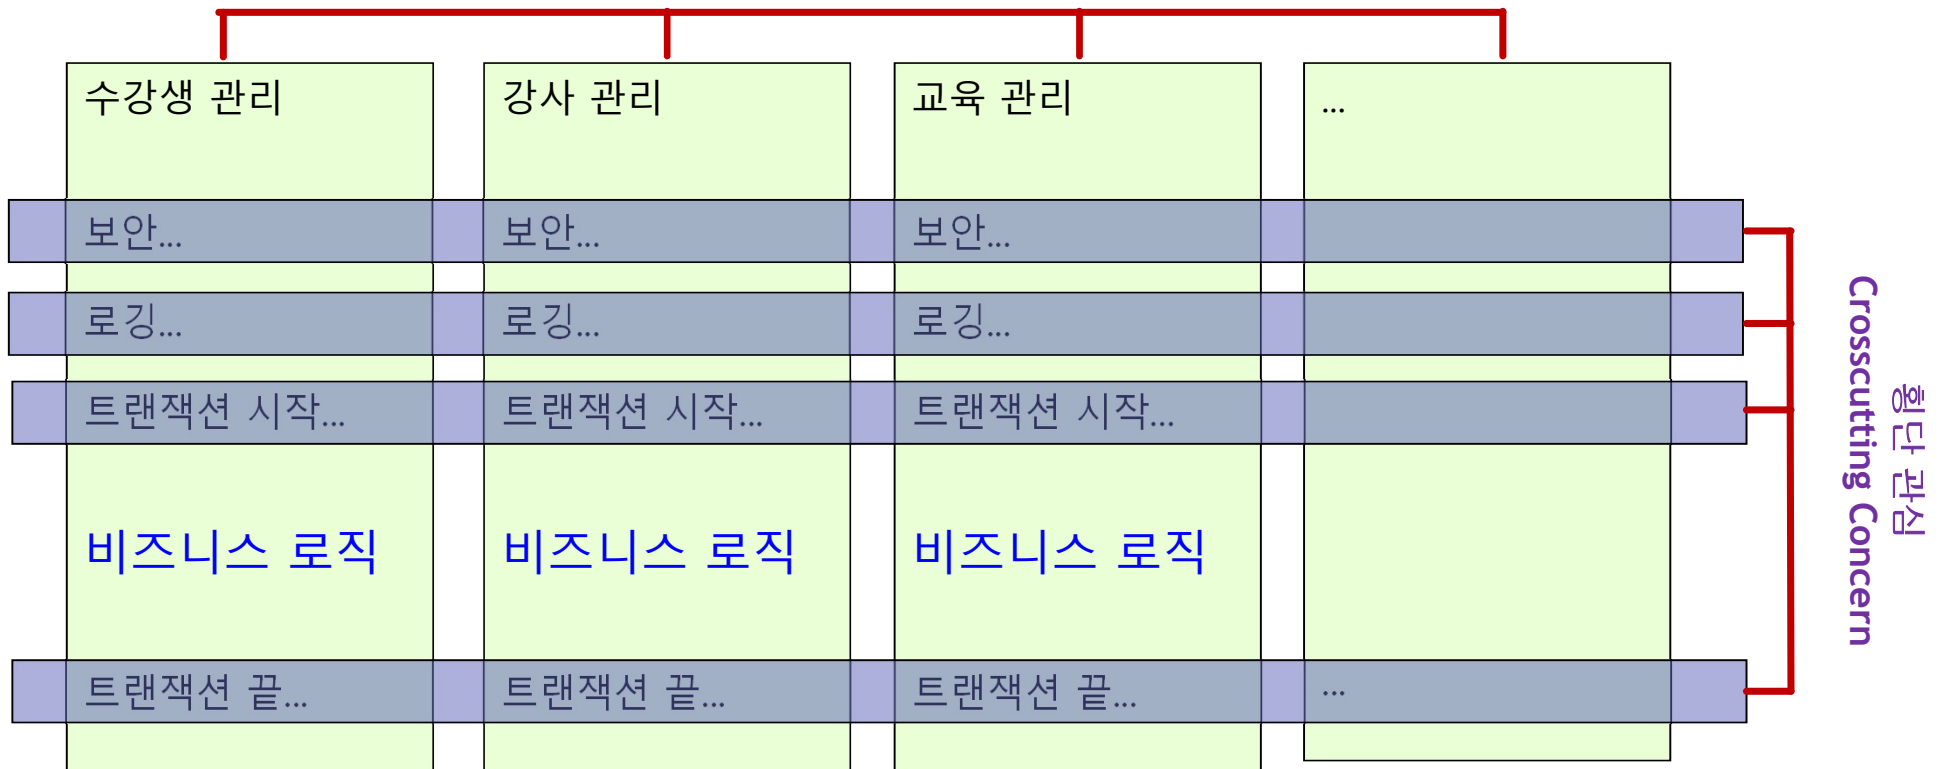 수강생 관리
강사 관리
교육 관리
...
보안...
보안...
보안...
로깅...
로깅...
로깅...
트랜잭션 시작...
트랜잭션 시작...
트랜잭션 시작...
비즈니스 로직
비즈니스 로직
비즈니스 로직
트랜잭션 끝...
트랜잭션 끝...
트랜잭션 끝...
...
횡단 관심
Crosscutting Concern